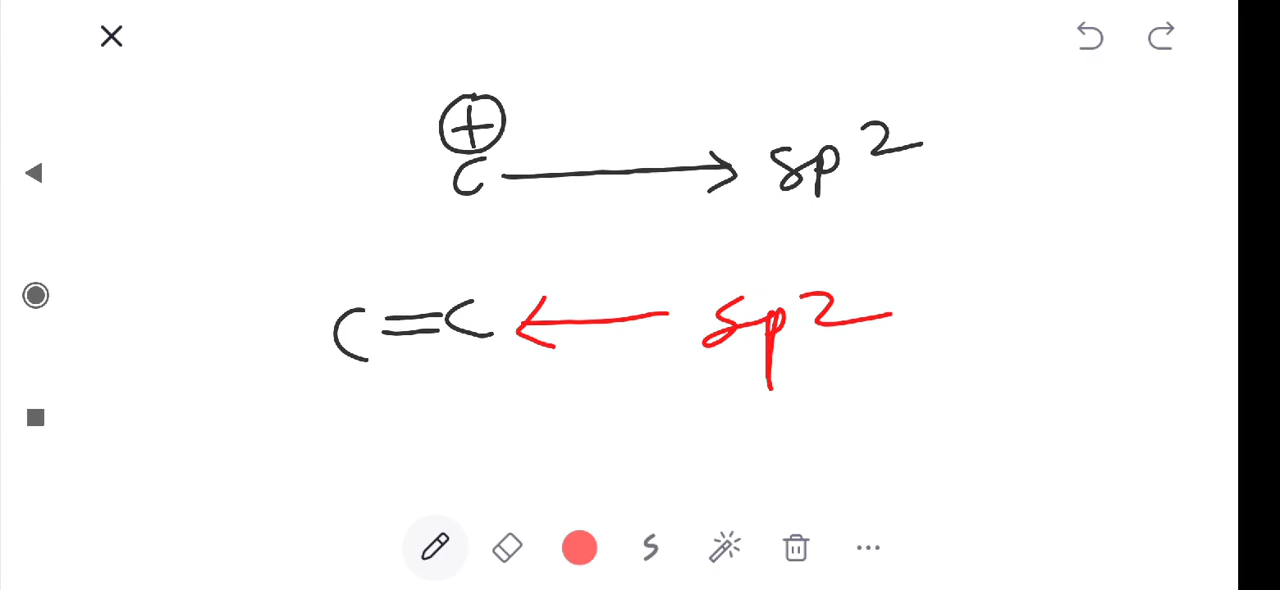 ⊕
C ⟶ sp²
C=C ⟵ sp²